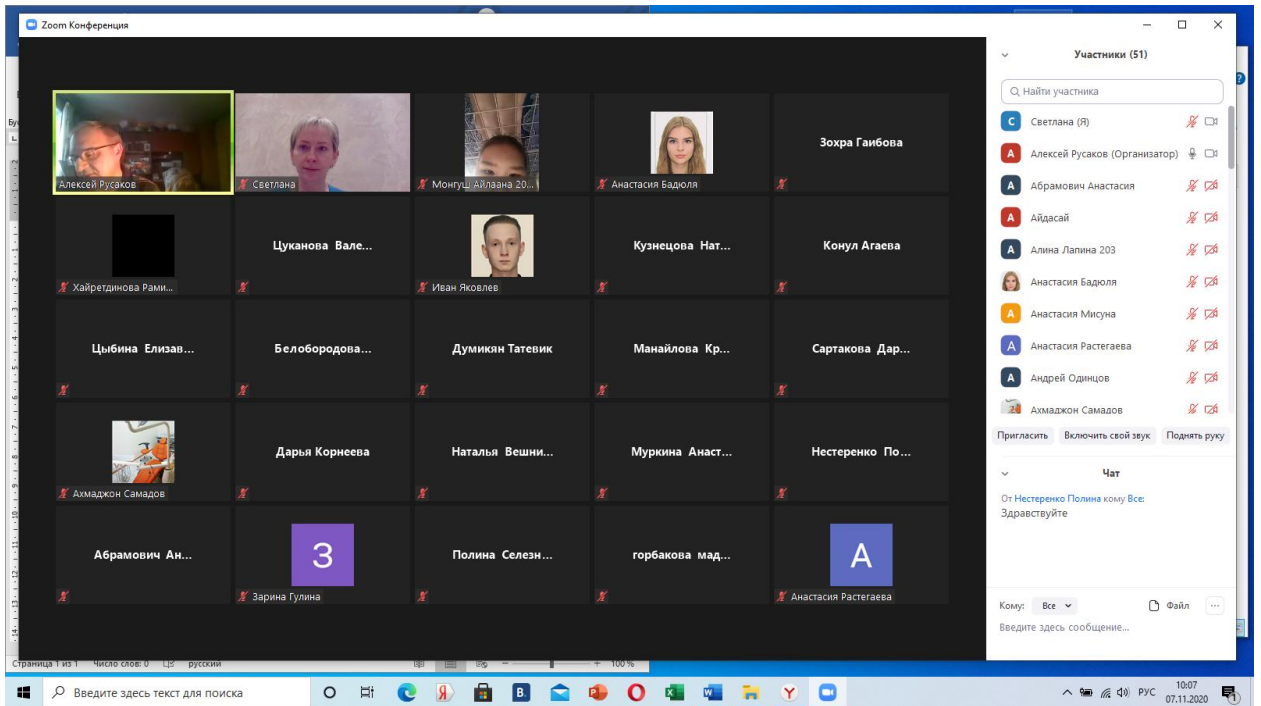 Zoom Конференция
Алексей Русаков
Светлана
Монгуш Айлаана 20...
Анастасия Бадюля
Зохра Гаибова
Хайретдинова Рами...
Цуканова Вале...
Иван Яковлев
Кузнецова Нат...
Конул Агаева
Цыбина Елизав...
Белобородова...
Думикян Татевик
Манайлова Кр...
Сартакова Дар...
Ахмаджон Самадов
Дарья Корнеева
Наталья Вешни...
Муркина Анаст...
Нестеренко По...
Абрамович Ан...
З
Зарина Гулина
Полина Селезн...
горбакова мад...
А
Анастасия Растегаева
Участники (51)
Найти участника
С Светлана (Я)
А Алексей Русаков (Организатор)
А Абрамович Анастасия
А Айдасай
А Алина Лапина 203
Анастасия Бадюля
А Анастасия Мисуна
А Анастасия Растегаева
А Андрей Одинцов
Ахмаджон Самадов
Пригласить Включить свой звук Поднять руку
Чат
От Нестеренко Полина кому Все:
Здравствуйте
Кому: Все Файл ...
Введите здесь сообщение...
Страница 1 из 1 Число слов: 0 русский 100 %
Введите здесь текст для поиска
РУС
10:07
07.11.2020